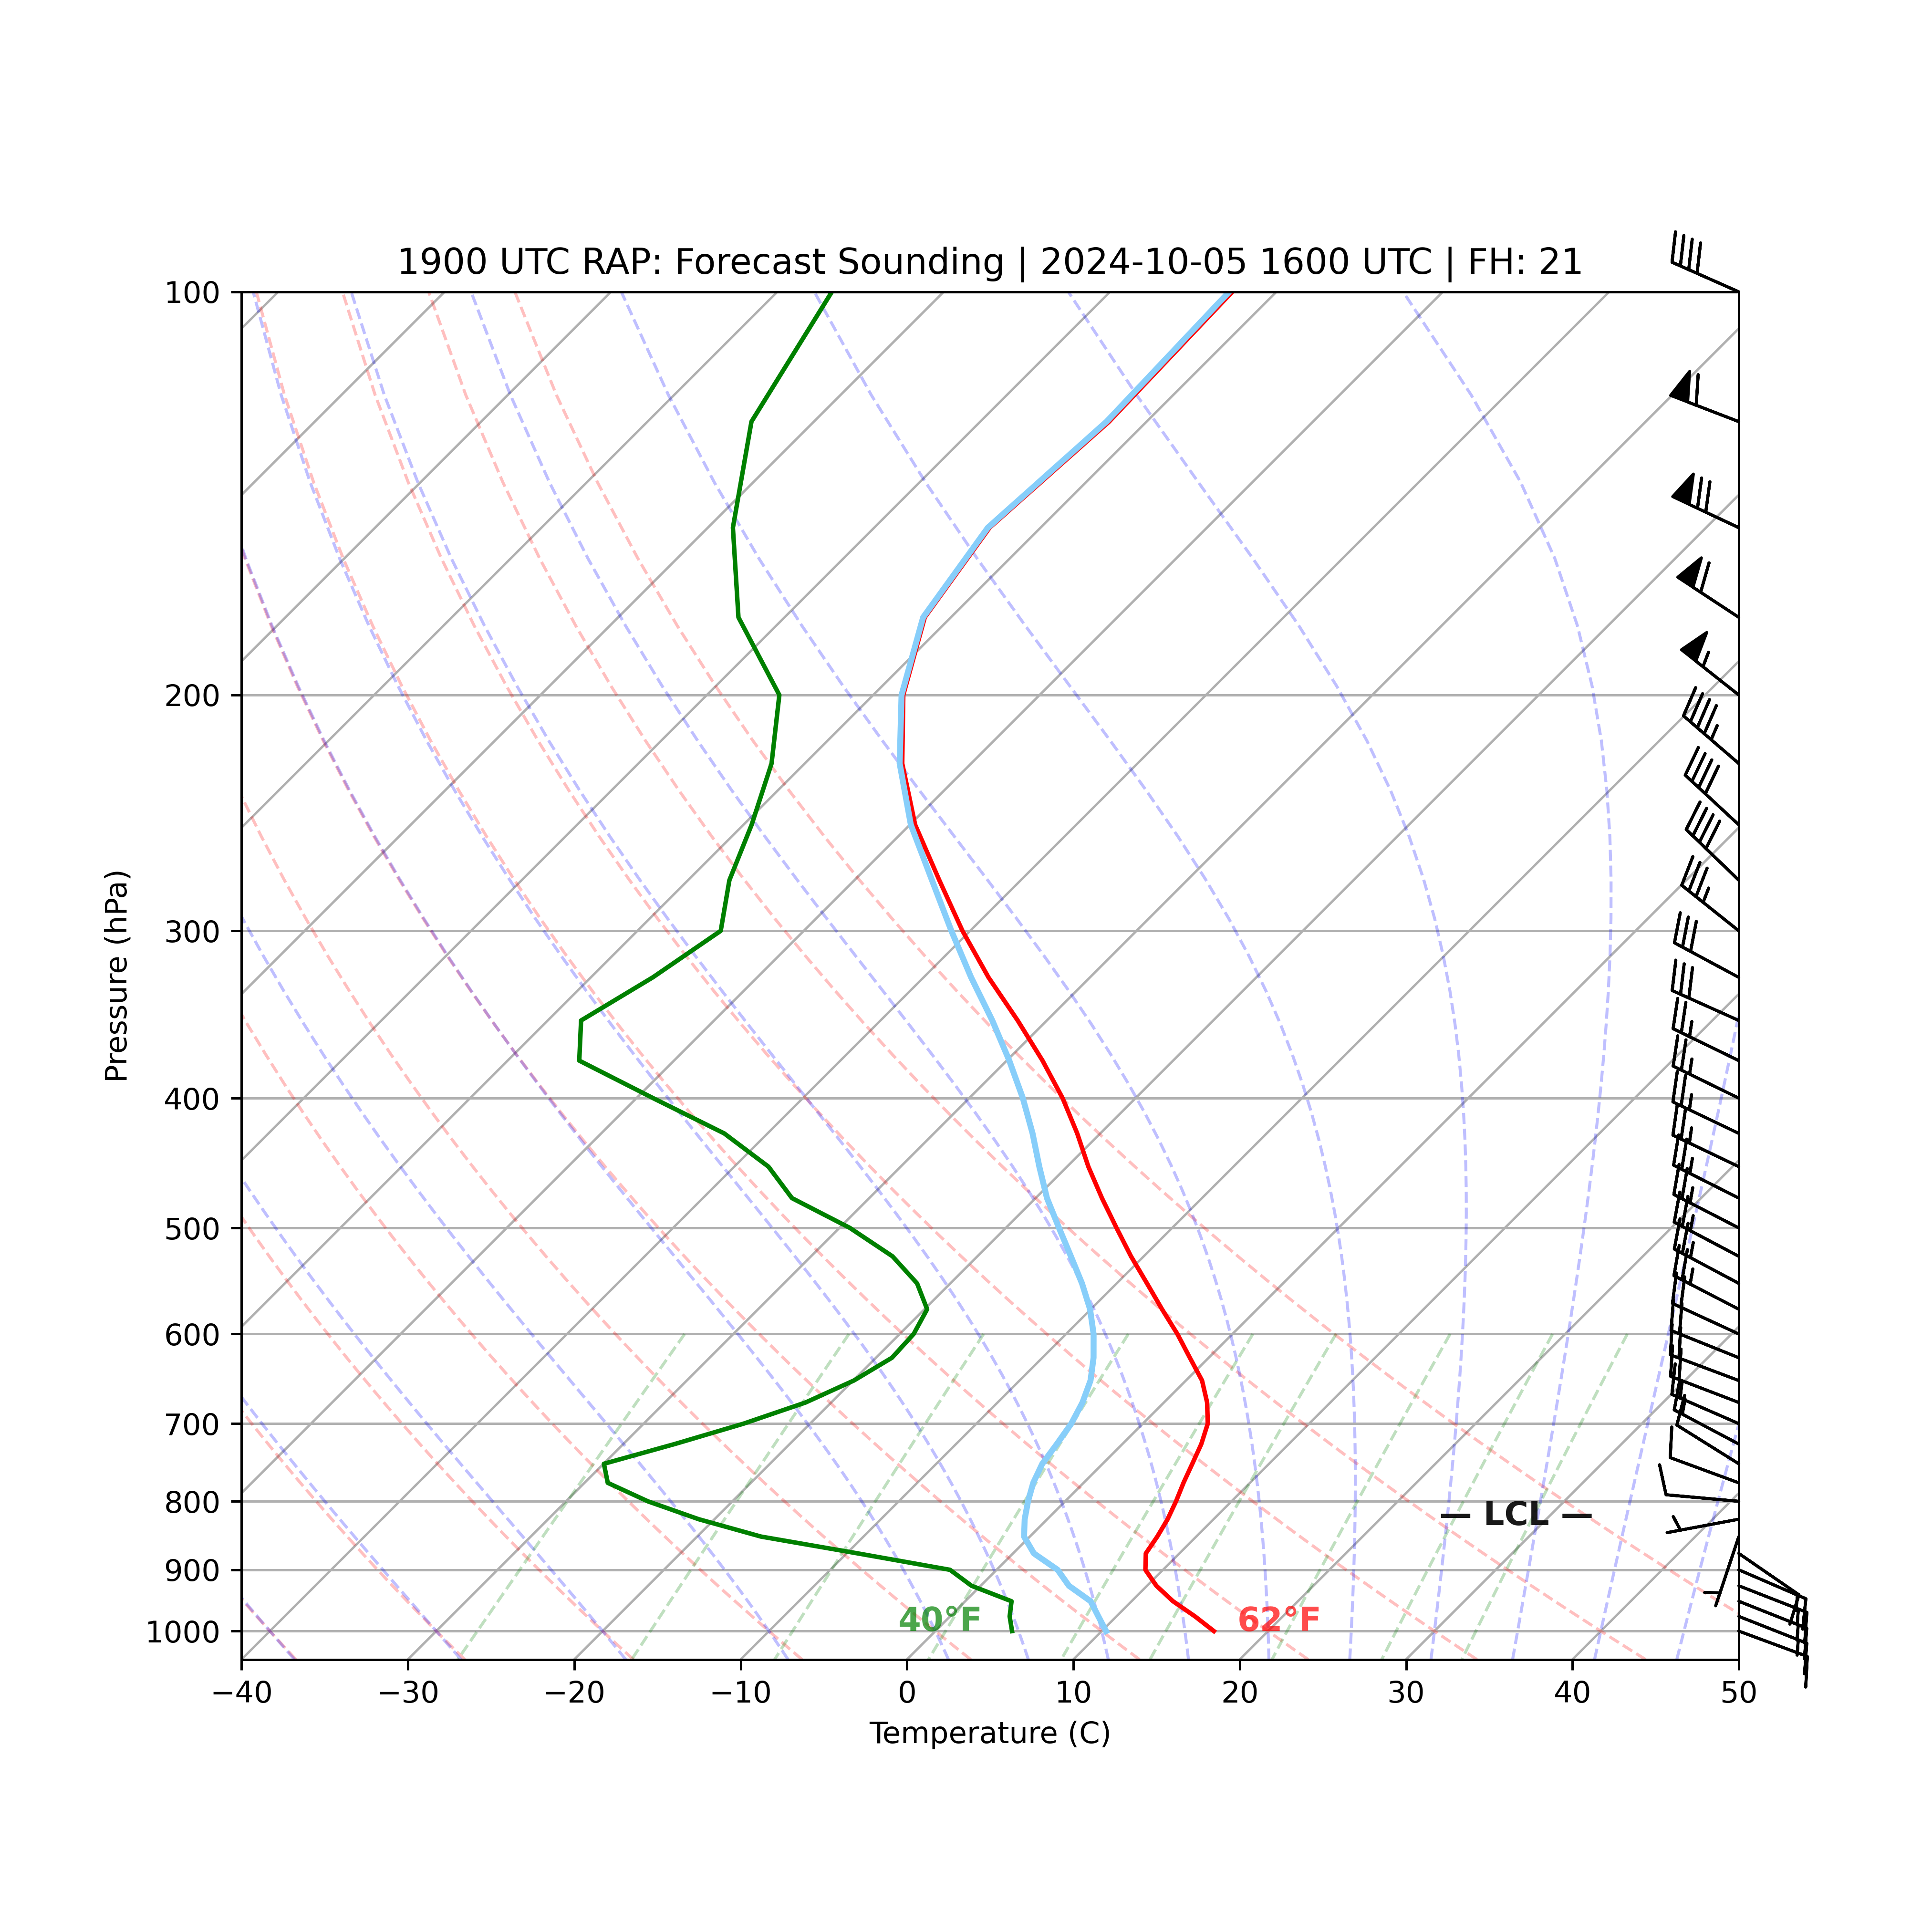 1900 UTC RAP: Forecast Sounding | 2024-10-05 1600 UTC | FH: 21
100
200
300
400
500
600
700
800
900
1000
Pressure (hPa)
— LCL —
40°F
62°F
−40 −30 −20 −10 0 10 20 30 40 50
Temperature (C)